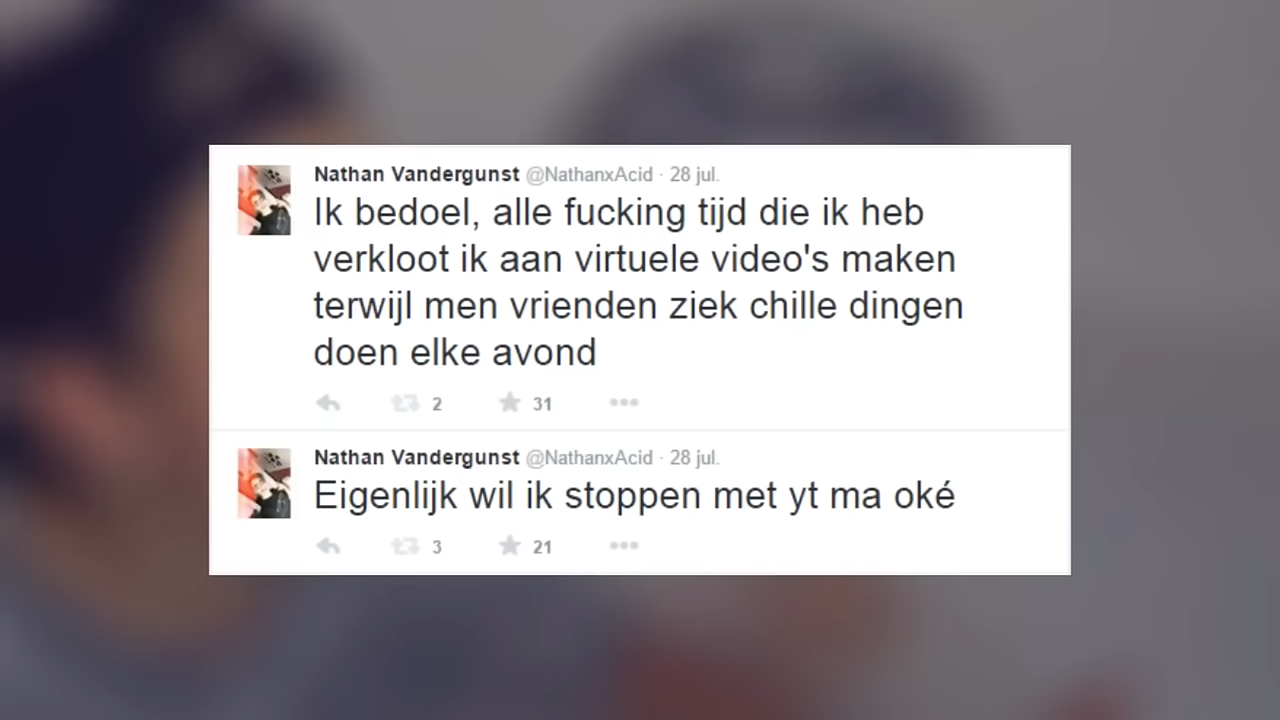 Nathan Vandergunst @NathanxAcid · 28 jul.
Ik bedoel, alle fucking tijd die ik heb
verkloot ik aan virtuele video's maken
terwijl men vrienden ziek chille dingen
doen elke avond
2 31
Nathan Vandergunst @NathanxAcid · 28 jul.
Eigenlijk wil ik stoppen met yt ma oké
3 21